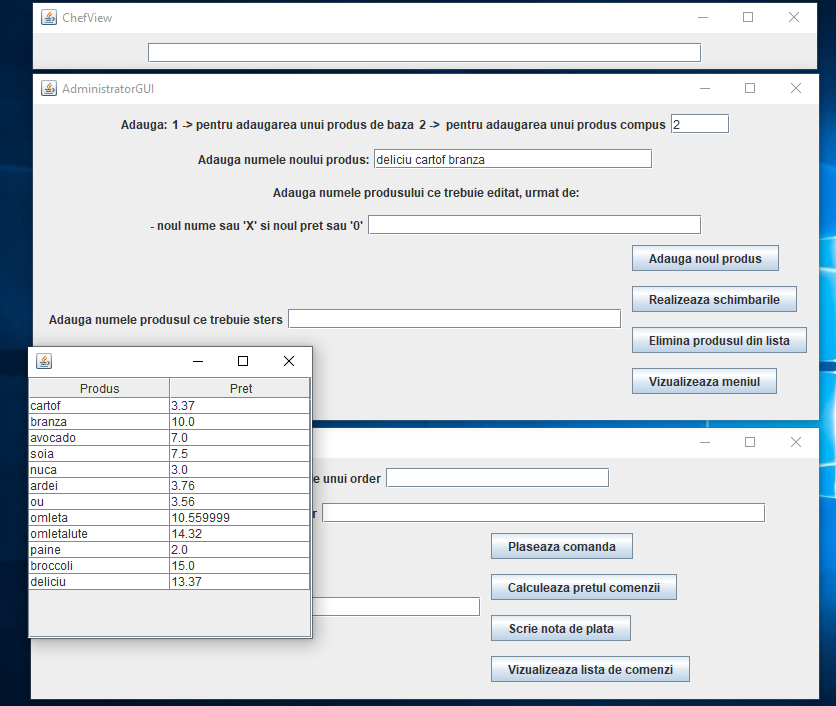 ChefView
AdministratorGUI
Adauga: 1 -> pentru adaugarea unui produs de baza 2 -> pentru adaugarea unui produs compus 2
Adauga numele noului produs: deliciu cartof branza
Adauga numele produsului ce trebuie editat, urmat de:
- noul nume sau 'X' si noul pret sau '0'
Adauga noul produs
Realizeaza schimbarile
Adauga numele produsul ce trebuie sters
Elimina produsul din lista
Vizualizeaza meniul
Produs Pret
cartof 3.37
branza 10.0
avocado 7.0
soia 7.5
nuca 3.0
ardei 3.76
ou 3.56
omleta 10.559999
omletalute 14.32
paine 2.0
broccoli 15.0
deliciu 13.37
e unui order
r
Plaseaza comanda
Calculeaza pretul comenzii
Scrie nota de plata
Vizualizeaza lista de comenzi